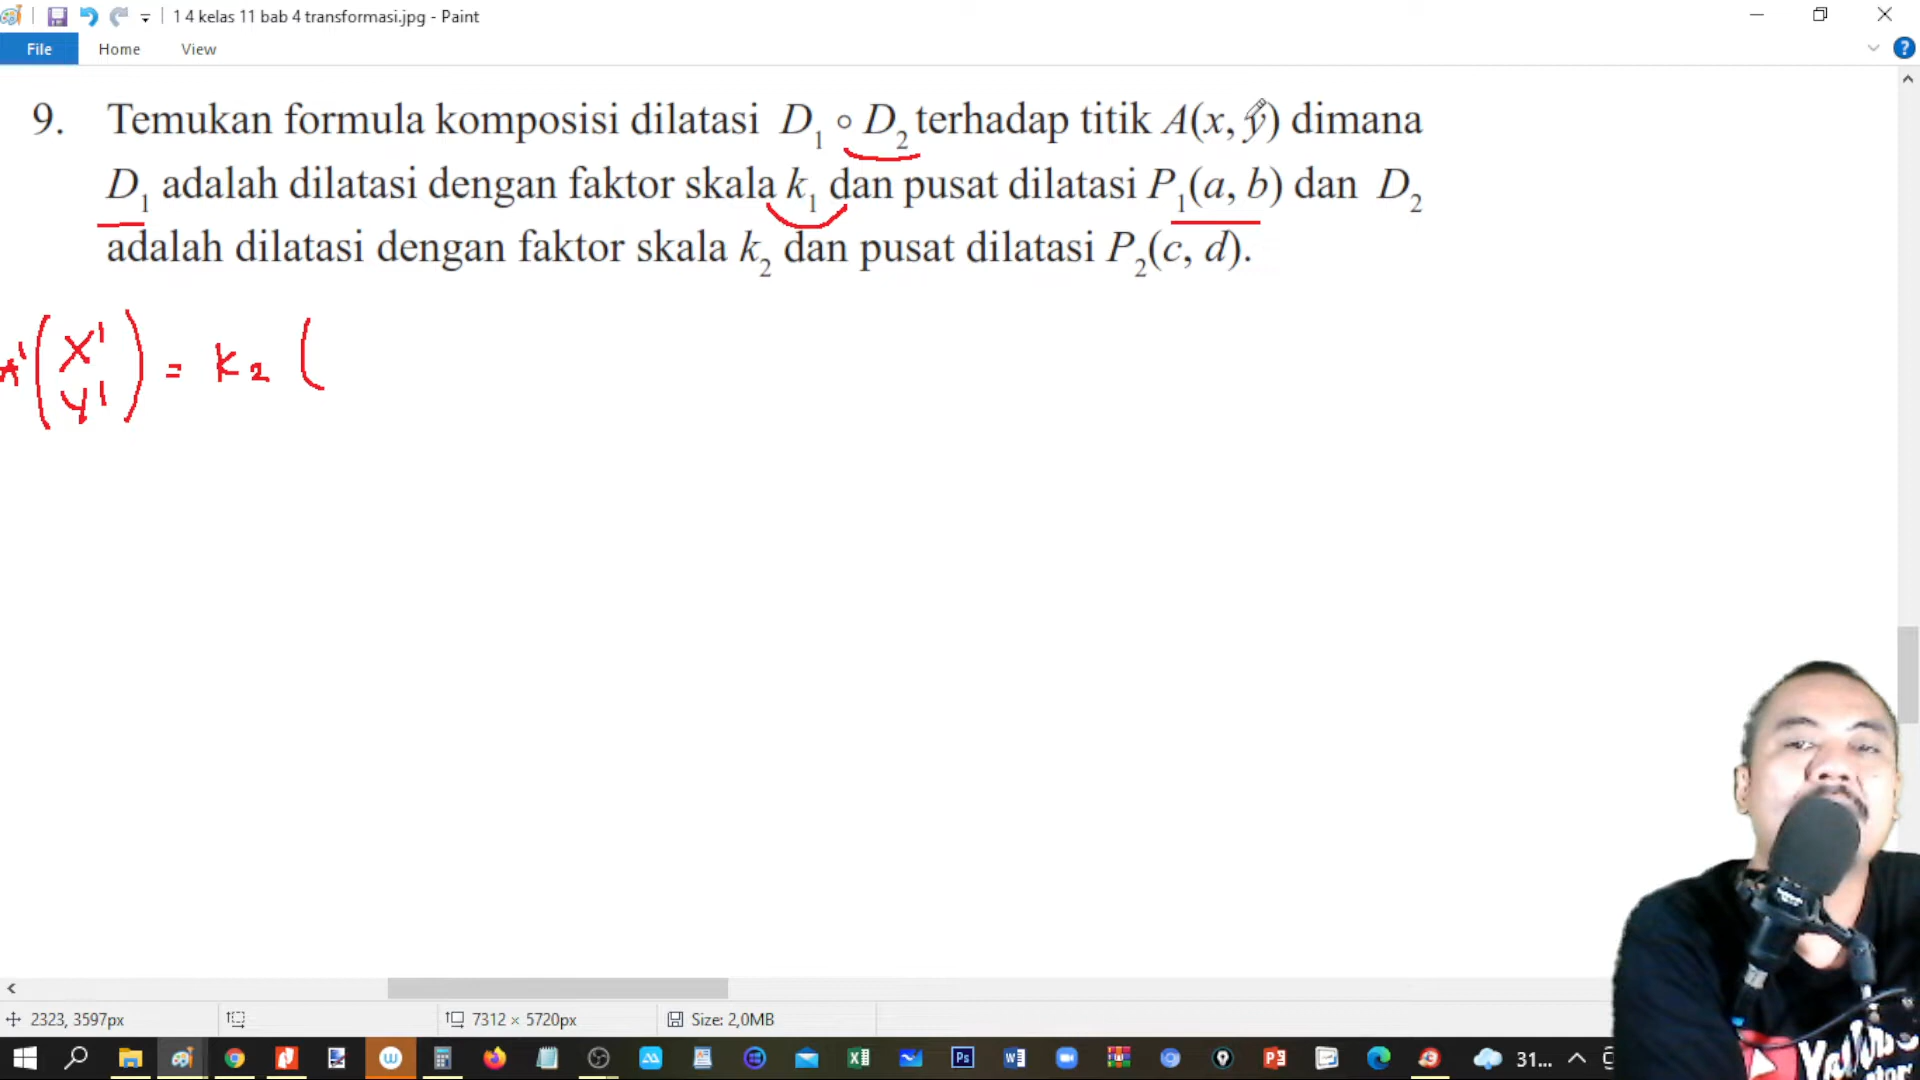 1 4 kelas 11 bab 4 transformasi.jpg - Paint
File Home View
9. Temukan formula komposisi dilatasi D₁ ∘ D₂ terhadap titik A(x, y) dimana
D₁ adalah dilatasi dengan faktor skala k₁ dan pusat dilatasi P₁(a, b) dan D₂
adalah dilatasi dengan faktor skala k₂ dan pusat dilatasi P₂(c, d).
A' (x' y') = k₂ (
2323, 3597px
7312 × 5720px
Size: 2,0MB
31...